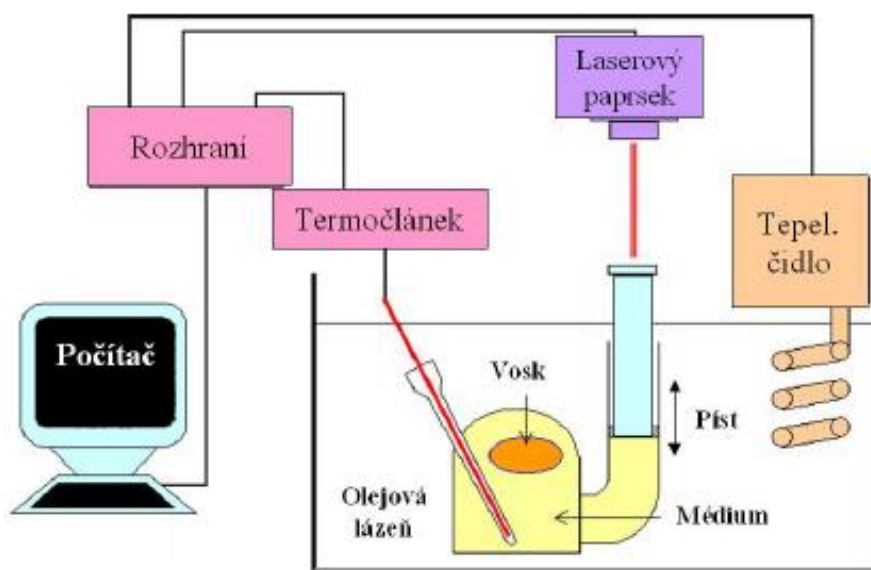 Laserový
paprsek
Rozhraní
Termočlánek
Tepel.
čidlo
Počítač
Vosk
Píst
Olejová
lázeň
Médium